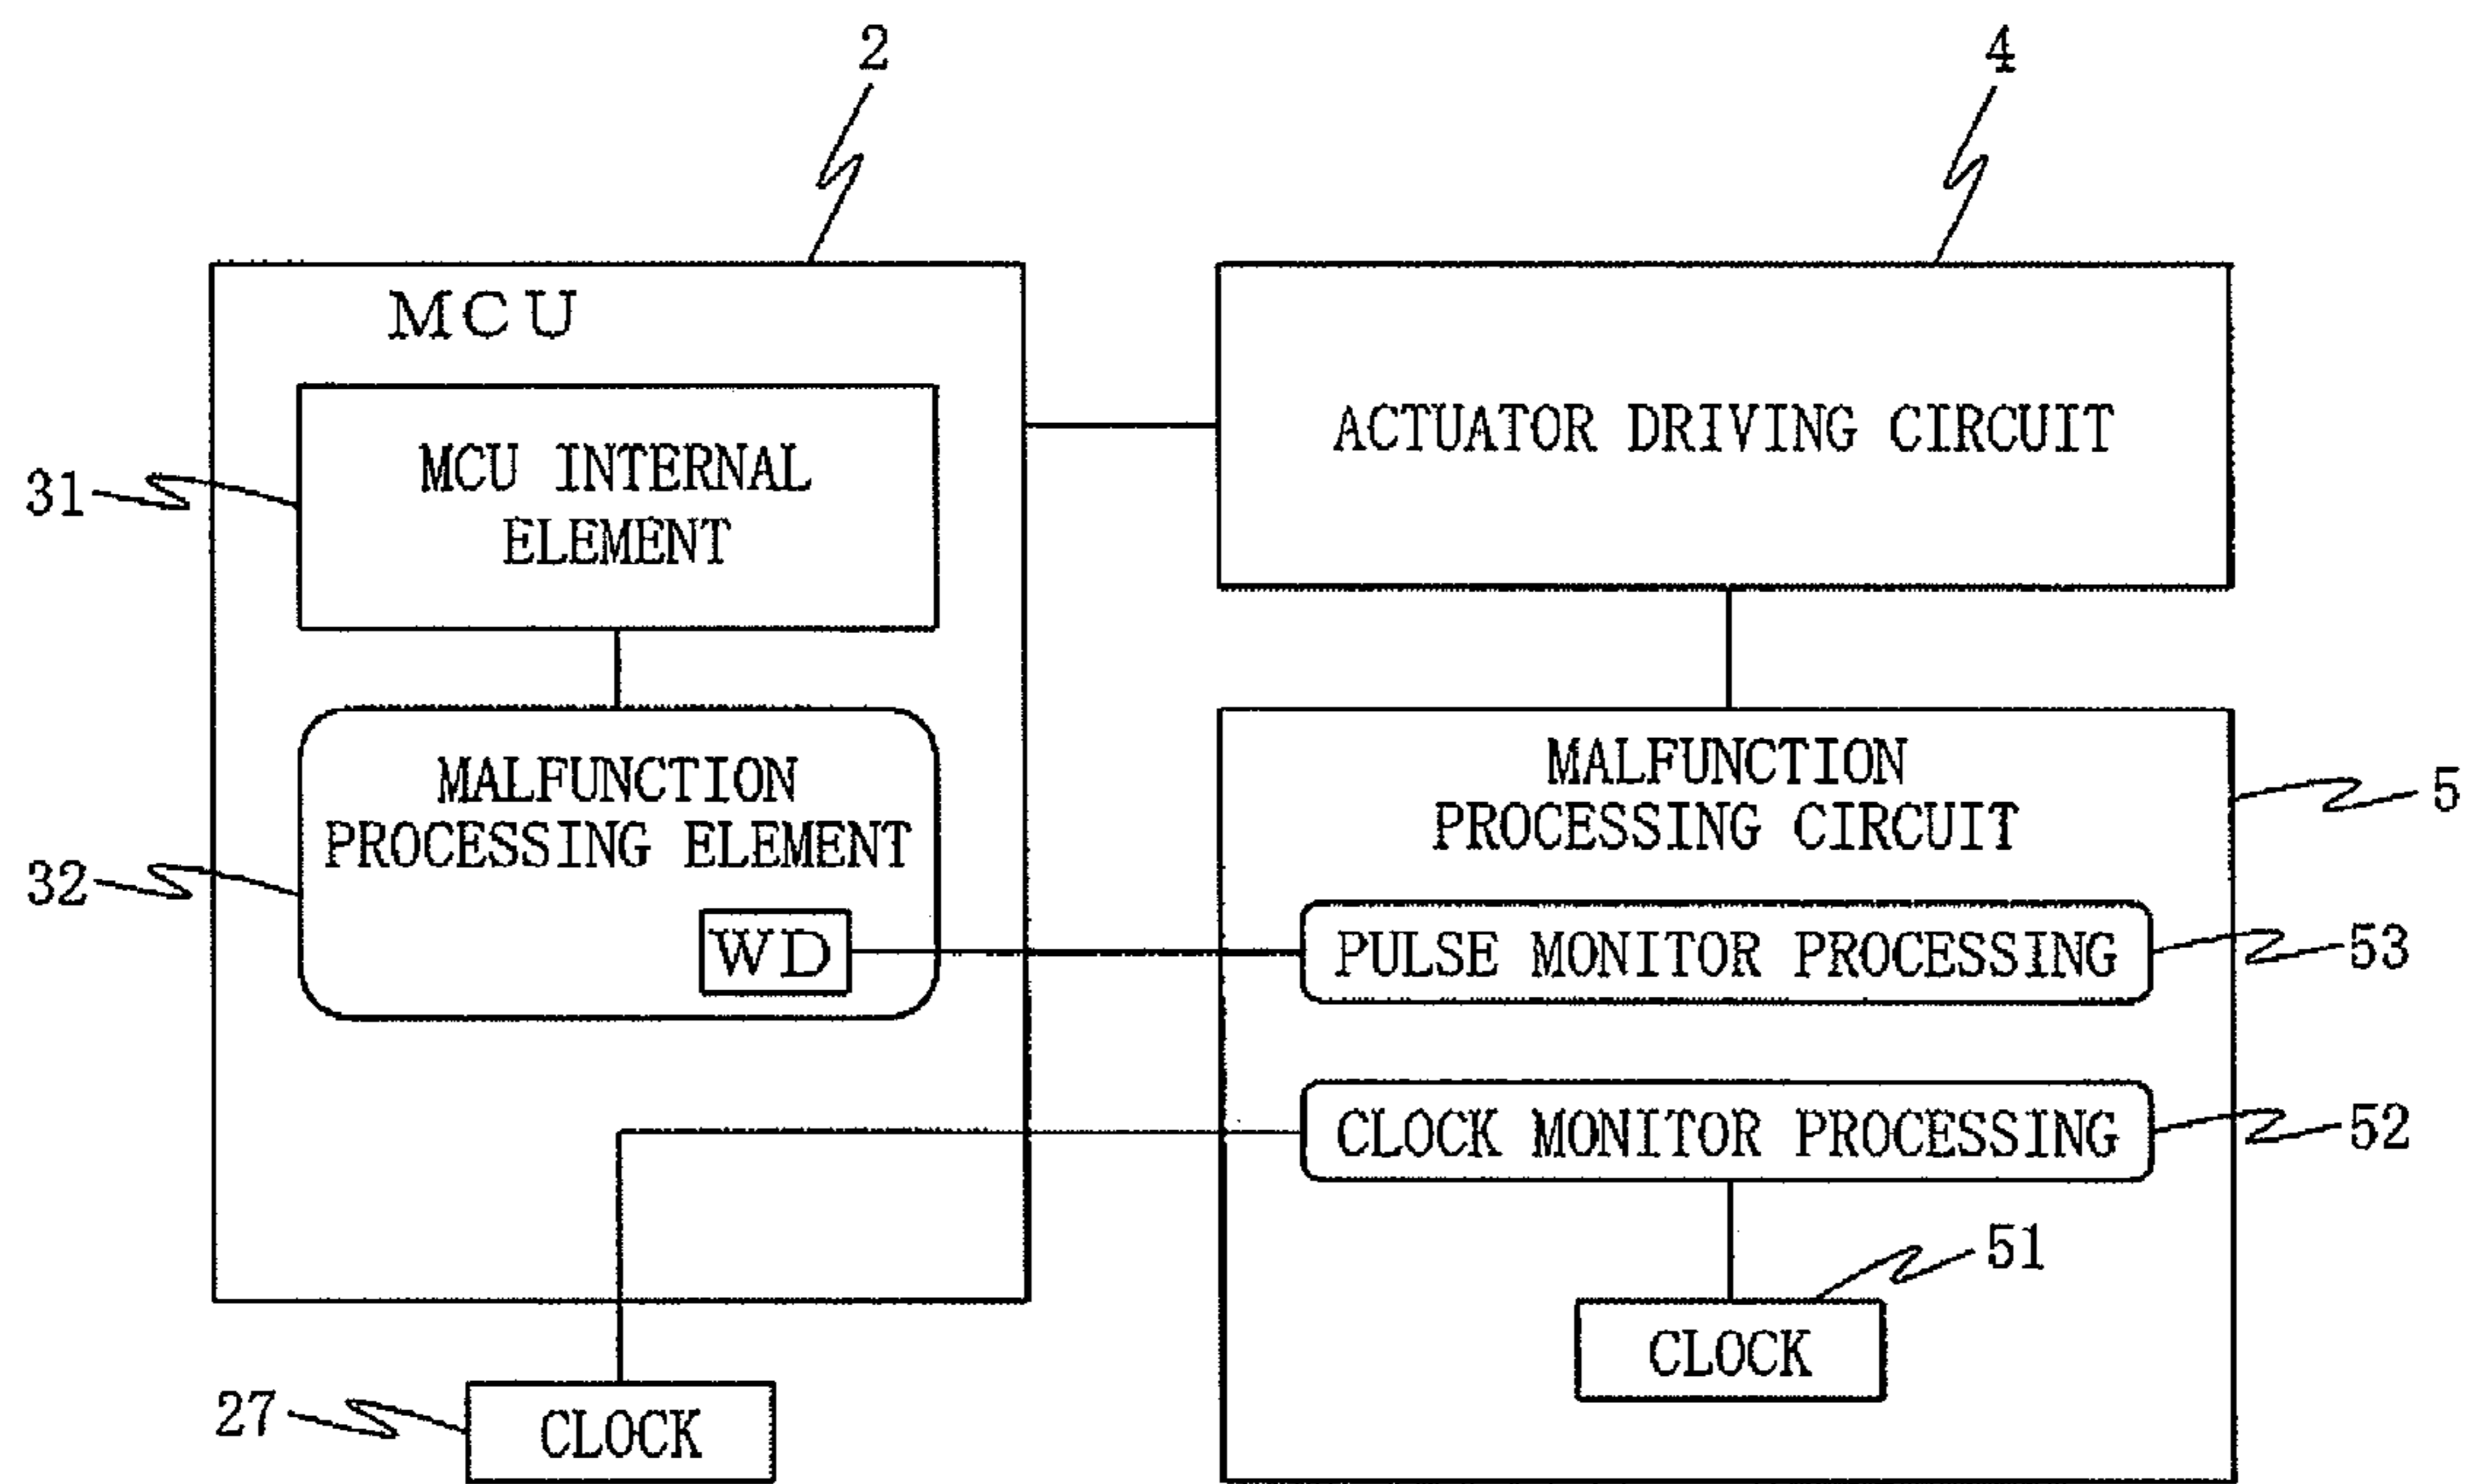 2
4
MCU
31
MCU INTERNAL
ELEMENT
ACTUATOR DRIVING CIRCUIT
32
MALFUNCTION
PROCESSING ELEMENT
WD
MALFUNCTION
PROCESSING CIRCUIT
5
PULSE MONITOR PROCESSING
53
CLOCK MONITOR PROCESSING
52
51
CLOCK
27
CLOCK